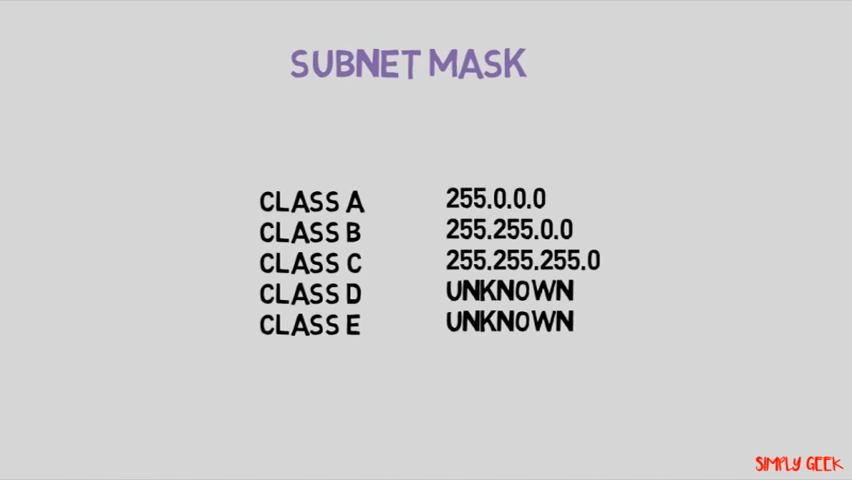 SUBNET MASK
CLASS A 255.0.0.0
CLASS B 255.255.0.0
CLASS C 255.255.255.0
CLASS D UNKNOWN
CLASS E UNKNOWN
SIMPLY GEEK